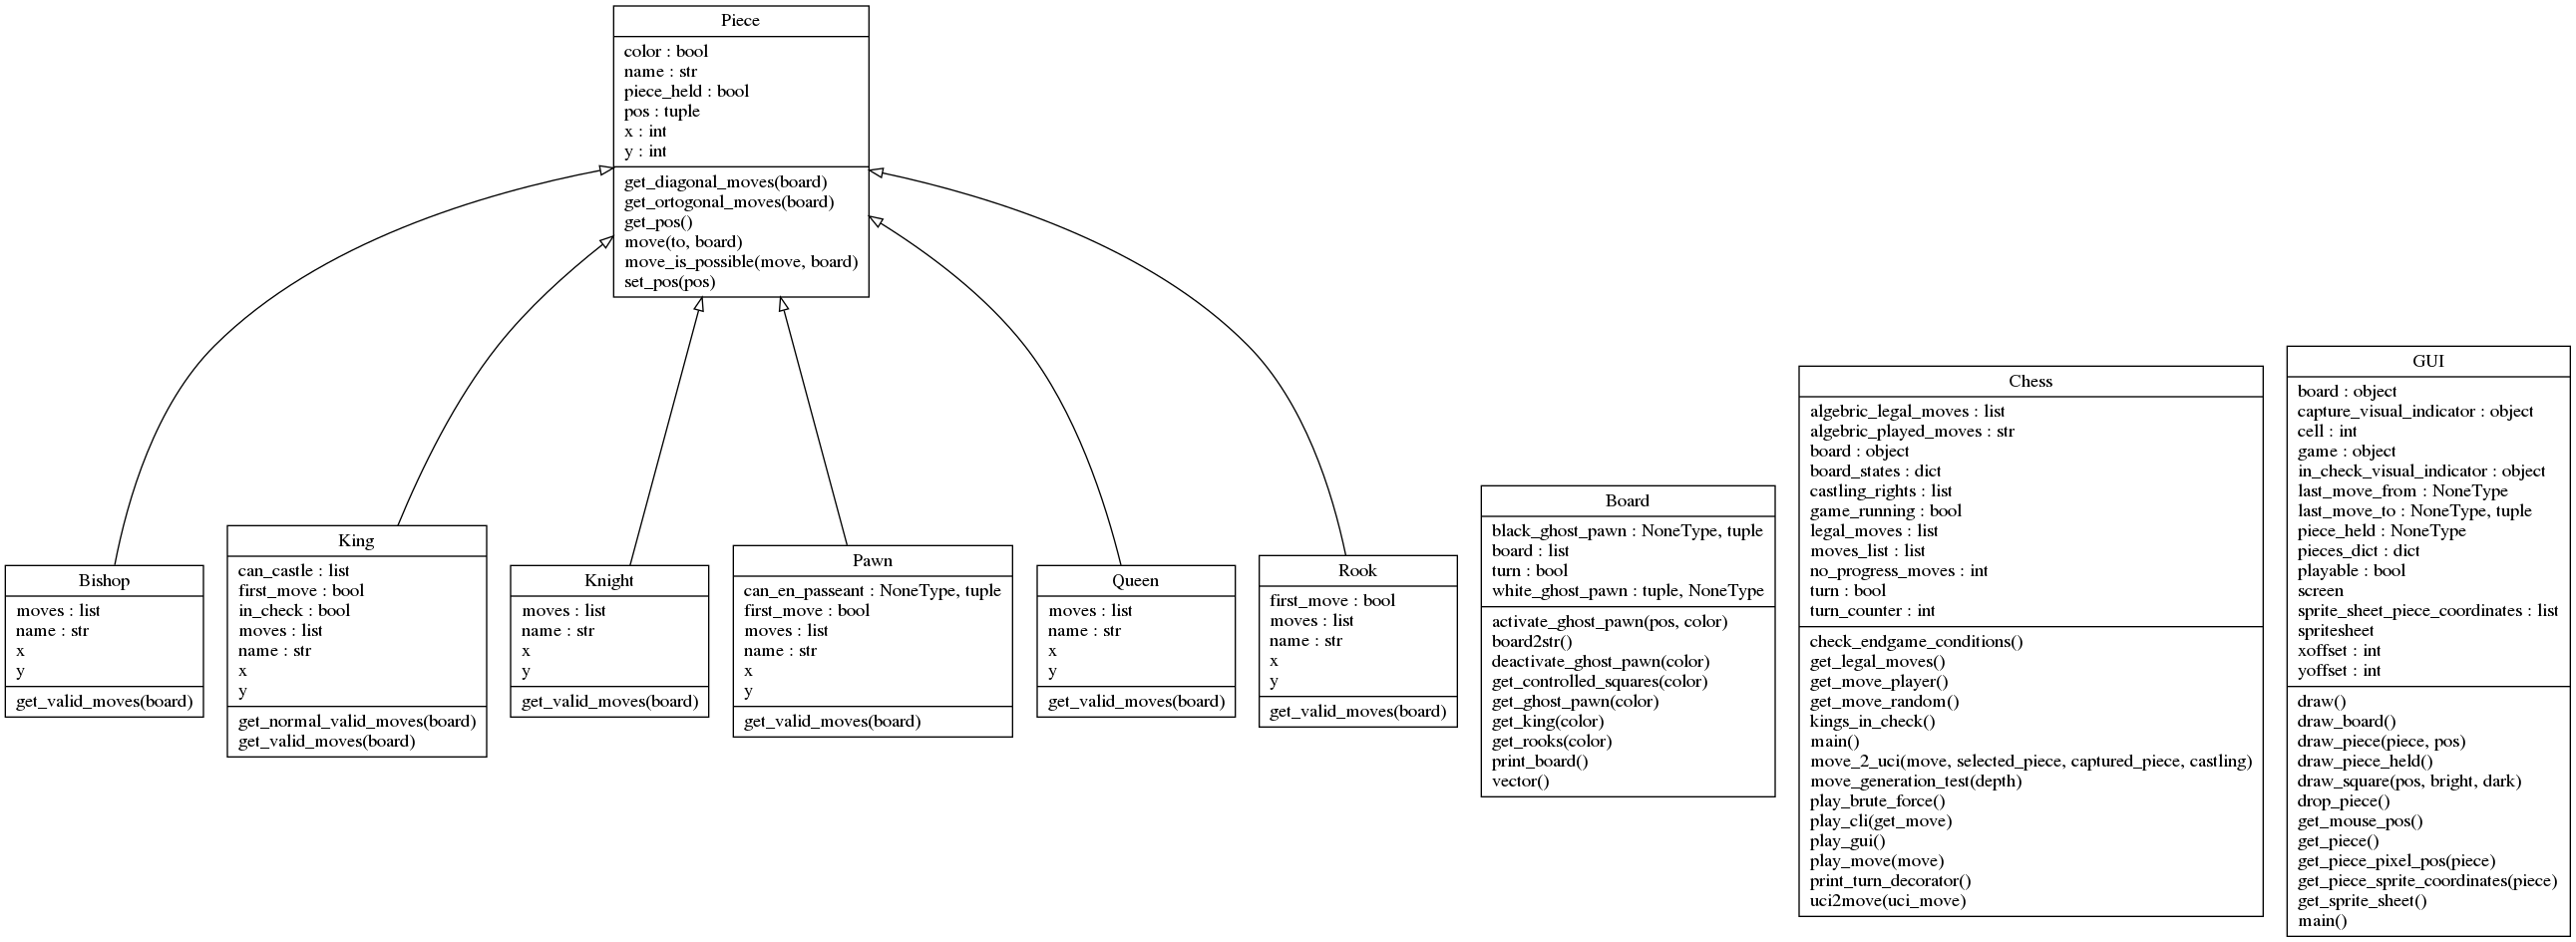 Piece
color : bool
name : str
piece_held : bool
pos : tuple
x : int
y : int
get_diagonal_moves(board)
get_ortogonal_moves(board)
get_pos()
move(to, board)
move_is_possible(move, board)
set_pos(pos)
Bishop
moves : list
name : str
x
y
get_valid_moves(board)
King
can_castle : list
first_move : bool
in_check : bool
moves : list
name : str
x
y
get_normal_valid_moves(board)
get_valid_moves(board)
Knight
moves : list
name : str
x
y
get_valid_moves(board)
Pawn
can_en_passeant : NoneType, tuple
first_move : bool
moves : list
name : str
x
y
get_valid_moves(board)
Queen
moves : list
name : str
x
y
get_valid_moves(board)
Rook
first_move : bool
moves : list
name : str
x
y
get_valid_moves(board)
Board
black_ghost_pawn : NoneType, tuple
board : list
turn : bool
white_ghost_pawn : tuple, NoneType
activate_ghost_pawn(pos, color)
board2str()
deactivate_ghost_pawn(color)
get_controlled_squares(color)
get_ghost_pawn(color)
get_king(color)
get_rooks(color)
print_board()
vector()
Chess
algebric_legal_moves : list
algebric_played_moves : str
board : object
board_states : dict
castling_rights : list
game_running : bool
legal_moves : list
moves_list : list
no_progress_moves : int
turn : bool
turn_counter : int
check_endgame_conditions()
get_legal_moves()
get_move_player()
get_move_random()
kings_in_check()
main()
move_2_uci(move, selected_piece, captured_piece, castling)
move_generation_test(depth)
play_brute_force()
play_cli(get_move)
play_gui()
play_move(move)
print_turn_decorator()
uci2move(uci_move)
GUI
board : object
capture_visual_indicator : object
cell : int
game : object
in_check_visual_indicator : object
last_move_from : NoneType
last_move_to : NoneType, tuple
piece_held : NoneType
pieces_dict : dict
playable : bool
screen
sprite_sheet_piece_coordinates : list
spritesheet
xoffset : int
yoffset : int
draw()
draw_board()
draw_piece(piece, pos)
draw_piece_held()
draw_square(pos, bright, dark)
drop_piece()
get_mouse_pos()
get_piece()
get_piece_pixel_pos(piece)
get_piece_sprite_coordinates(piece)
get_sprite_sheet()
main()